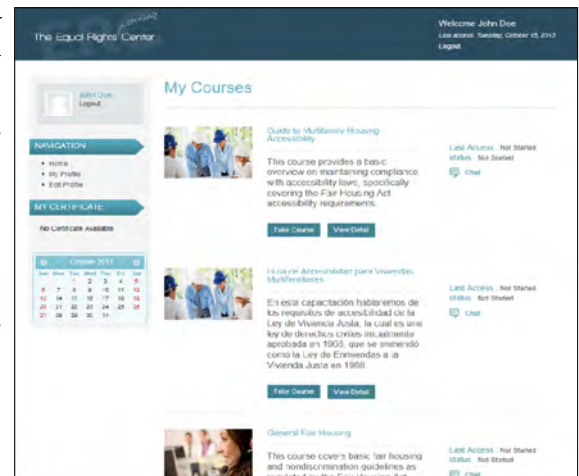 The Equal Rights Center
Welcome John Doe
Last access: Tuesday, October 15, 2013
Logout
John Doe
Logout
NAVIGATION
Home
My Profile
Edit Profile
MY CERTIFICATE
No Certificate Available
October 2013
Sun Mon Tue Wed Thu Fri Sat
1 2 3 4 5
6 7 8 9 10 11 12
13 14 15 16 17 18 19
20 21 22 23 24 25 26
27 28 29 30 31
My Courses
Guide to Multifamily Housing
Accessibility
This course provides a basic
overview on maintaining compliance
with accessibility laws, specifically
covering the Fair Housing Act
accessibility requirements.
Take Course View Detail
Last Access : Not Started
status : Not Started
Chat
Guia de Accesibilidad para Viviendas
Multifamiliares
En esta capacitación hablaremos de
los requisitos de accesibilidad de la
Ley de Vivienda Justa, la cual es una
ley de derechos civiles inicialmente
aprobada en 1968, que se enmendó
como la Ley de Enmiendas a la
Vivienda Justa en 1988.
Take Course View Detail
Last Access : Not Started
status : Not Started
Chat
General Fair Housing
This course covers basic fair housing
and nondiscrimination guidelines as
Last Access : Not Started
status : Not Started
Chat